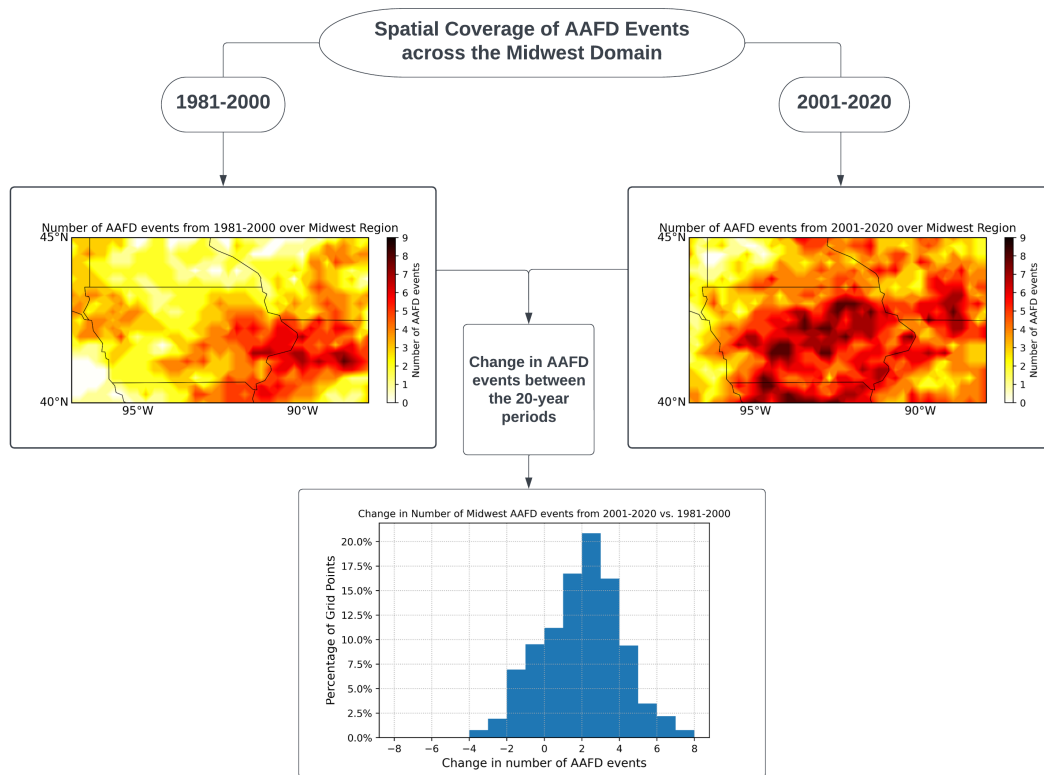 Spatial Coverage of AAFD Events
across the Midwest Domain
1981-2000
2001-2020
Number of AAFD events from 1981-2000 over Midwest Region
45°N
40°N
95°W
90°W
9
8
7
6
5
4
3
2
1
0
Number of AAFD events
Number of AAFD events from 2001-2020 over Midwest Region
45°N
40°N
95°W
90°W
9
8
7
6
5
4
3
2
1
0
Number of AAFD events
Change in AAFD
events between
the 20-year
periods
Change in Number of Midwest AAFD events from 2001-2020 vs. 1981-2000
Percentage of Grid Points
20.0%
17.5%
15.0%
12.5%
10.0%
7.5%
5.0%
2.5%
0.0%
−8 −6 −4 −2 0 2 4 6 8
Change in number of AAFD events